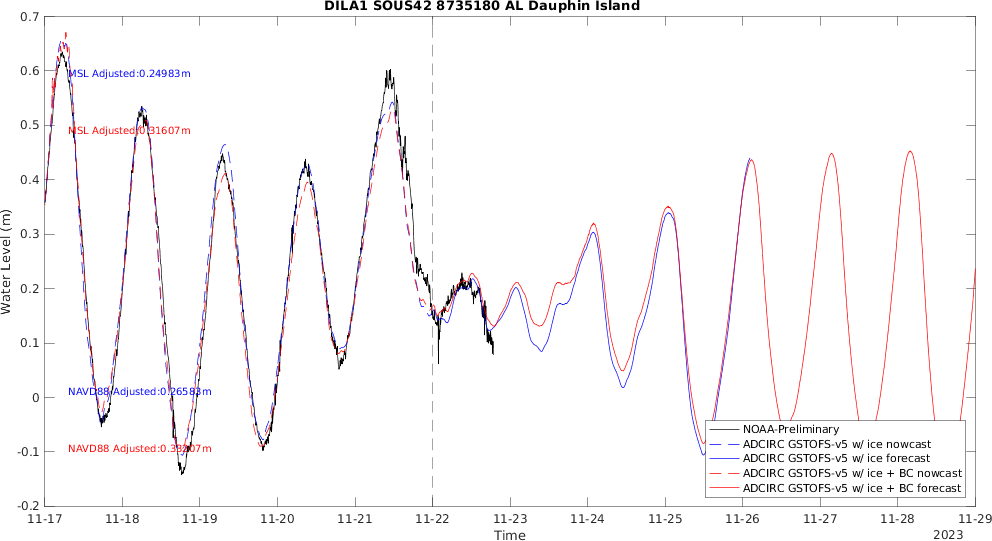 DILA1 SOUS42 8735180 AL Dauphin Island
0.7
0.6
0.5
0.4
0.3
0.2
0.1
0
-0.1
-0.2
Water Level (m)
MSL Adjusted:0.24983m
MSL Adjusted:0.31607m
NAVD88 Adjusted:0.26583m
NAVD88 Adjusted:0.33207m
NOAA-Preliminary
ADCIRC GSTOFS-v5 w/ ice nowcast
ADCIRC GSTOFS-v5 w/ ice forecast
ADCIRC GSTOFS-v5 w/ ice + BC nowcast
ADCIRC GSTOFS-v5 w/ ice + BC forecast
11-17 11-18 11-19 11-20 11-21 11-22 11-23 11-24 11-25 11-26 11-27 11-28 11-29
Time
2023